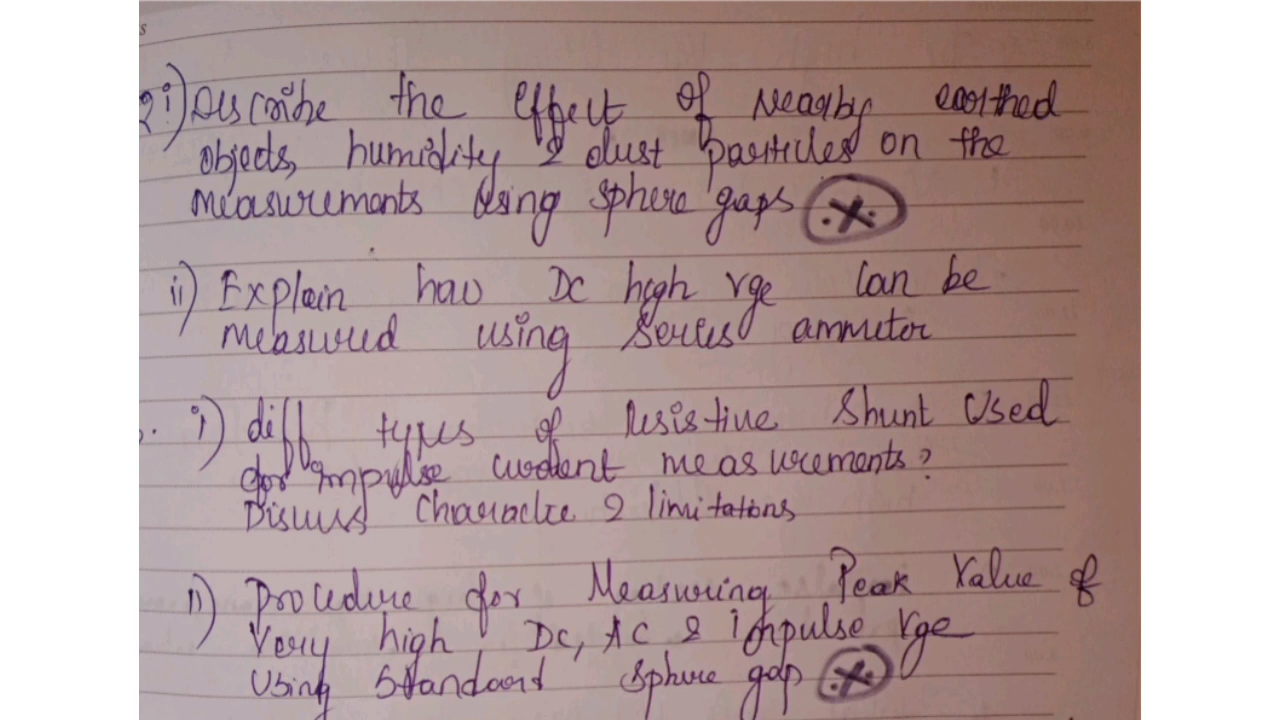 s
2 i) Describe the effect of nearby earthed
objects, humidity & dust particles on the
measurements using sphere gaps
ii) Explain how DC high vge can be
measured using series ammetor
i) diff types of resistive shunt used
for impulse current measurements?
Discuss Characte & limitations
ii) Procedure for Measuring Peak Value of
Very high DC, AC & impulse vge
using standard sphere gap